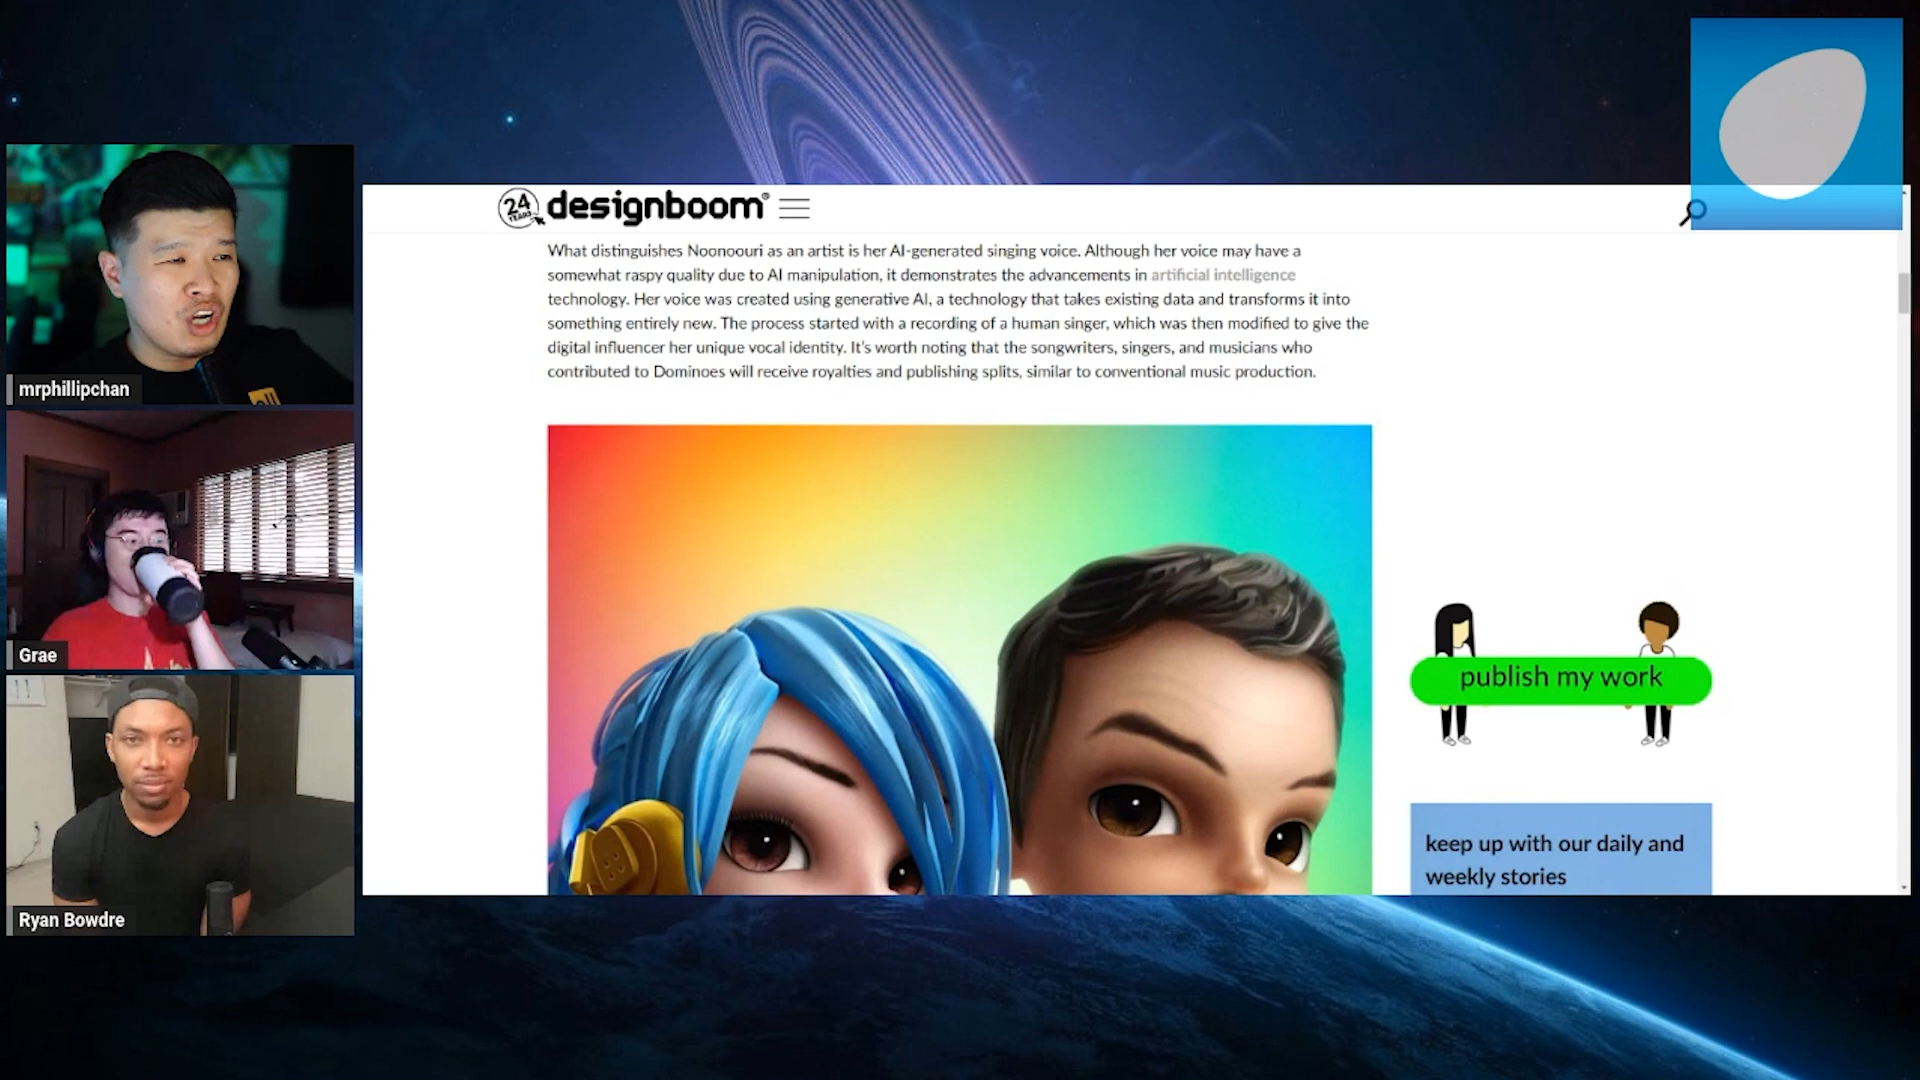 24
YEARS
designboom®
What distinguishes Noonoouri as an artist is her AI-generated singing voice. Although her voice may have a
somewhat raspy quality due to AI manipulation, it demonstrates the advancements in artificial intelligence
technology. Her voice was created using generative AI, a technology that takes existing data and transforms it into
something entirely new. The process started with a recording of a human singer, which was then modified to give the
digital influencer her unique vocal identity. It's worth noting that the songwriters, singers, and musicians who
contributed to Dominoes will receive royalties and publishing splits, similar to conventional music production.
mrphillipchan
Grae
Ryan Bowdre
publish my work
keep up with our daily and
weekly stories